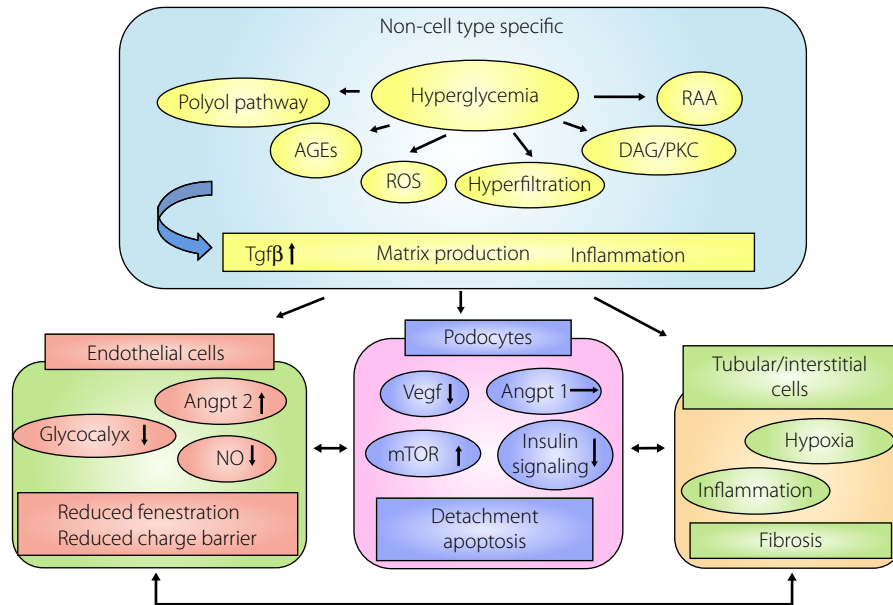 Non-cell type specific
Hyperglycemia
Polyol pathway
RAA
AGEs
DAG/PKC
ROS
Hyperfiltration
Tgfβ Matrix production Inflammation
Endothelial cells
Angpt 2
Glycocalyx
NO
Reduced fenestration
Reduced charge barrier
Podocytes
Vegf
Angpt 1
mTOR
Insulin
signaling
Detachment
apoptosis
Tubular/interstitial
cells
Hypoxia
Inflammation
Fibrosis